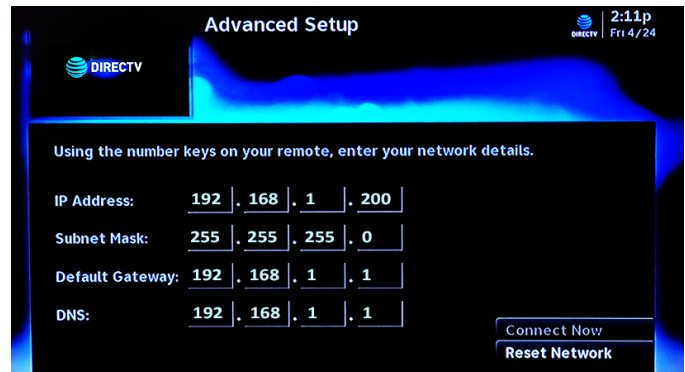 Advanced Setup
2:11p
DIRECTV Fri 4/24
DIRECTV
Using the number keys on your remote, enter your network details.
IP Address: 192 . 168 . 1 . 200
Subnet Mask: 255 . 255 . 255 . 0
Default Gateway: 192 . 168 . 1 . 1
DNS: 192 . 168 . 1 . 1
Connect Now
Reset Network